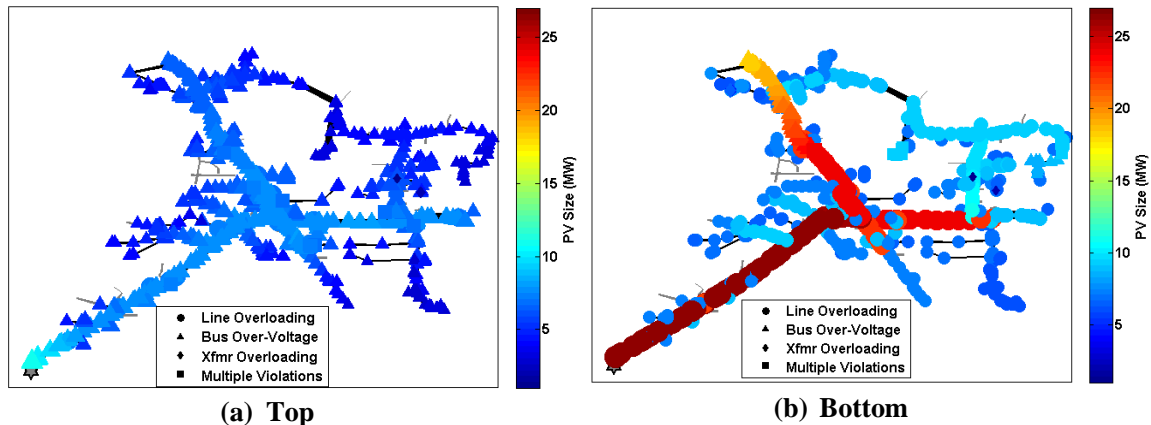 25
20
15
10
5
PV Size (MW)
Line Overloading
Bus Over-Voltage
Xfmr Overloading
Multiple Violations
(a) Top
25
20
15
10
5
PV Size (MW)
Line Overloading
Bus Over-Voltage
Xfmr Overloading
Multiple Violations
(b) Bottom